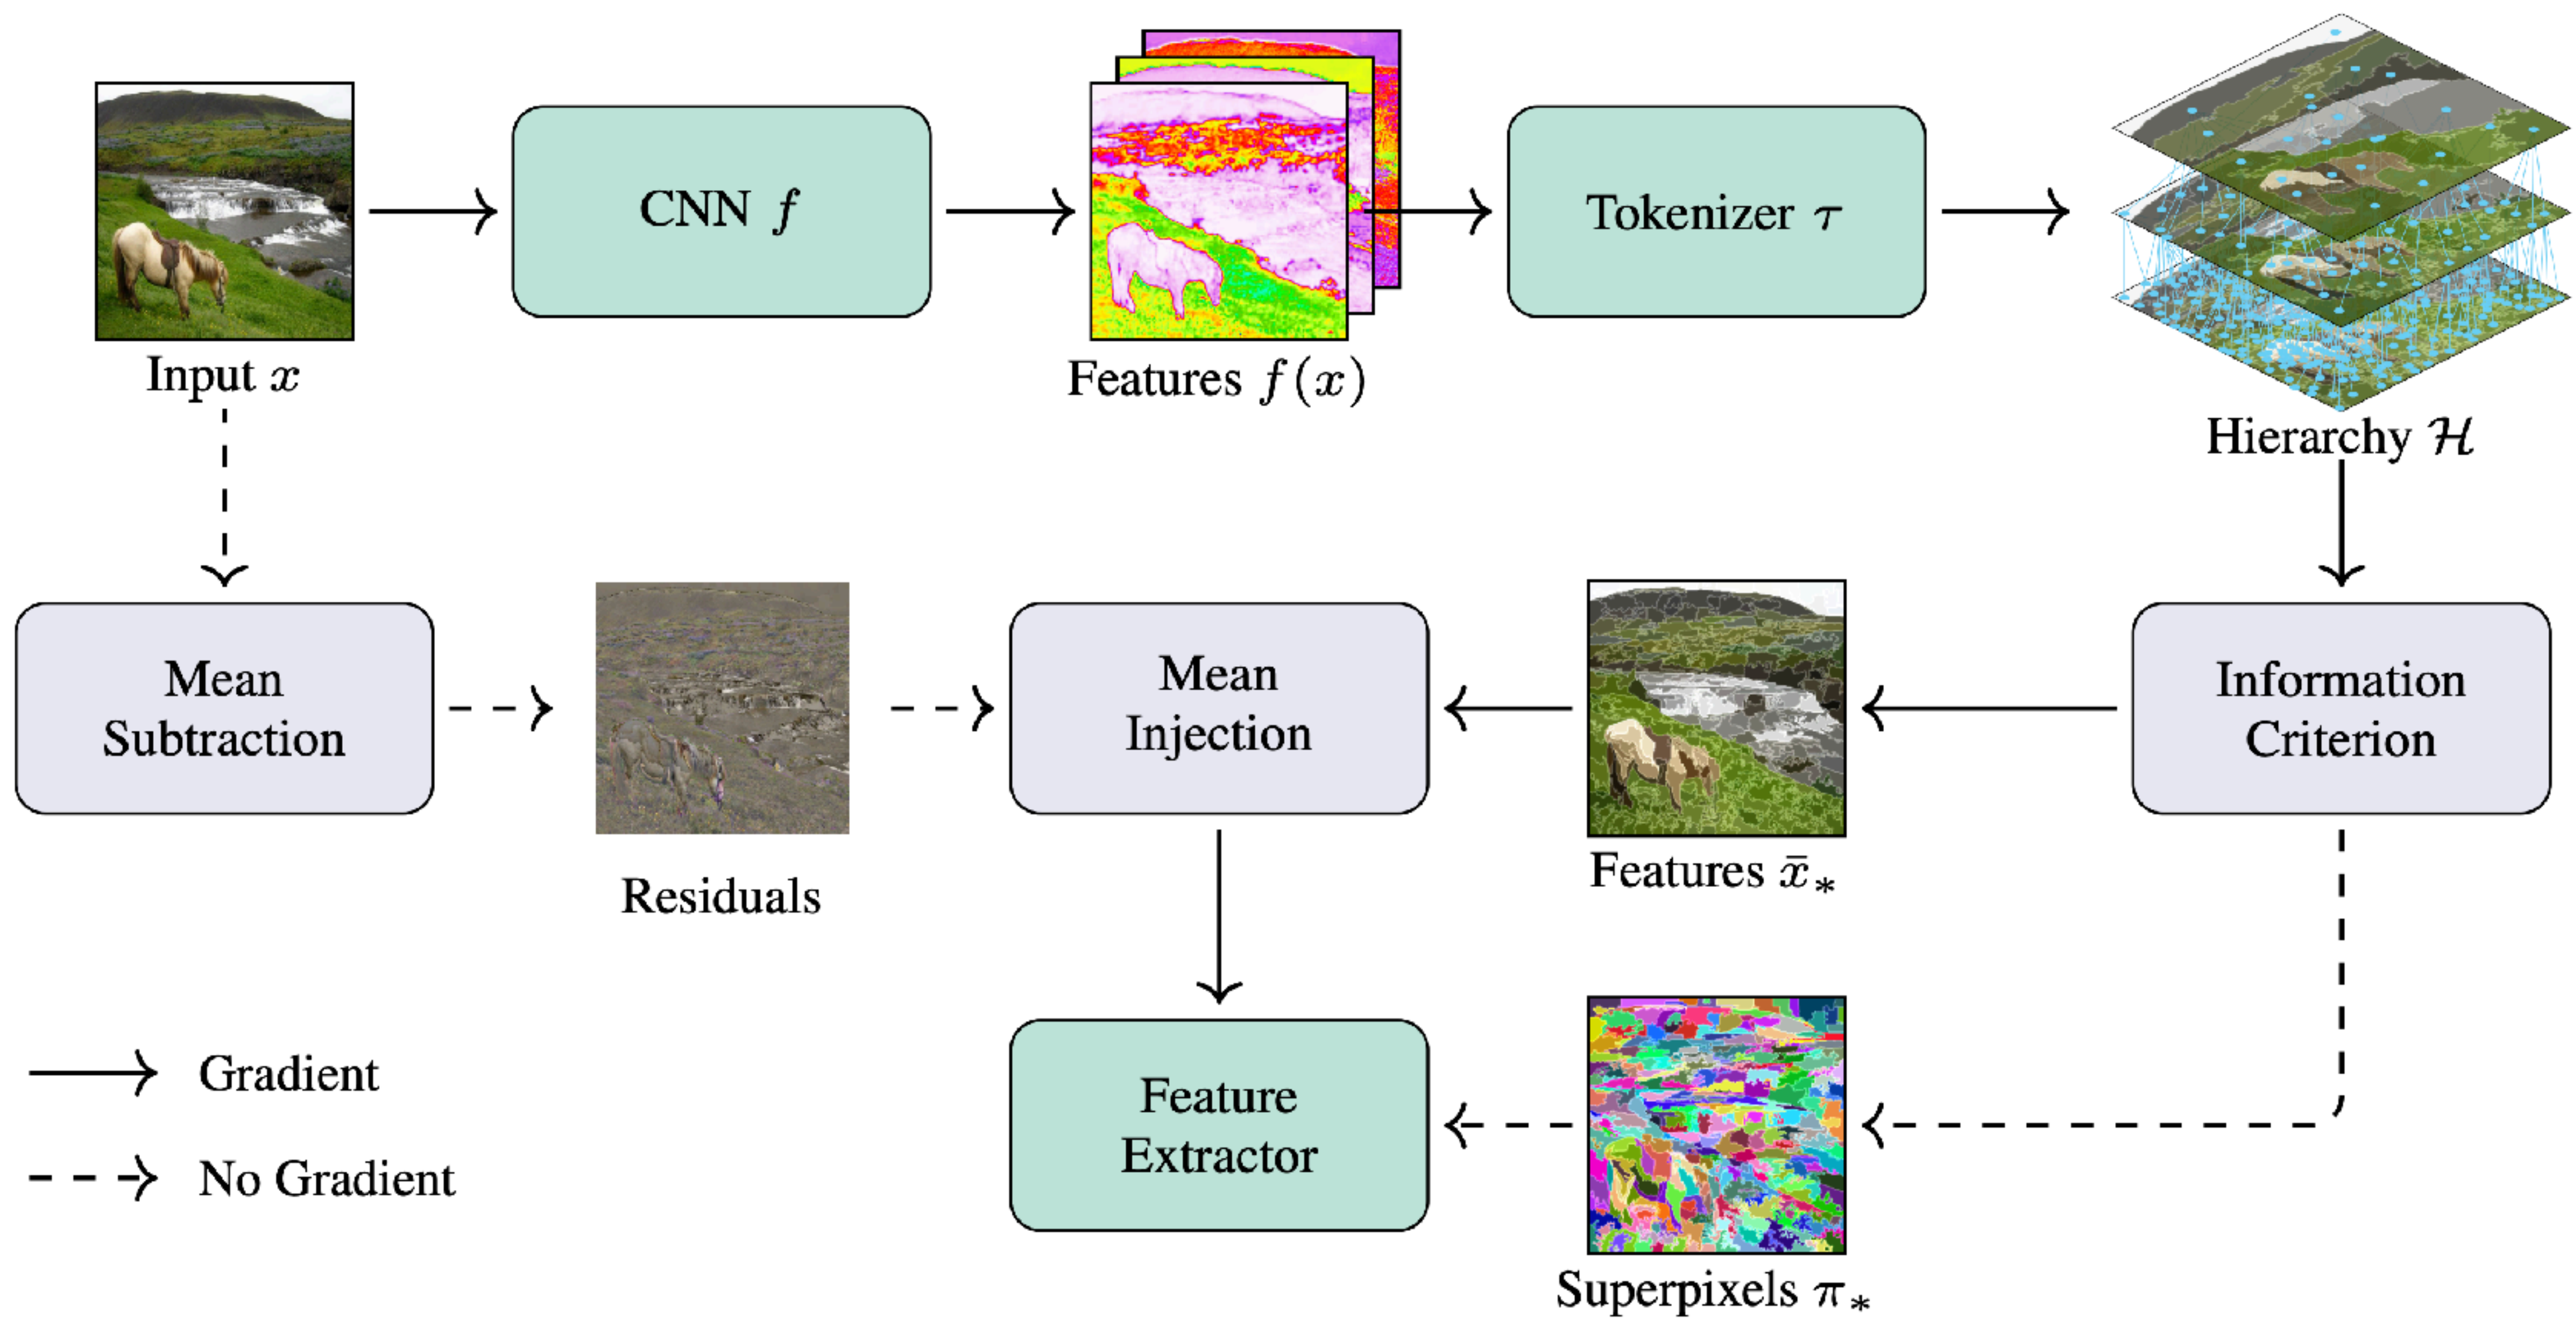 CNN f
Tokenizer τ
Input x
Features f(x)
Hierarchy ℋ
Mean
Subtraction
Residuals
Mean
Injection
Features x̄*
Information
Criterion
Gradient
No Gradient
Feature
Extractor
Superpixels π*